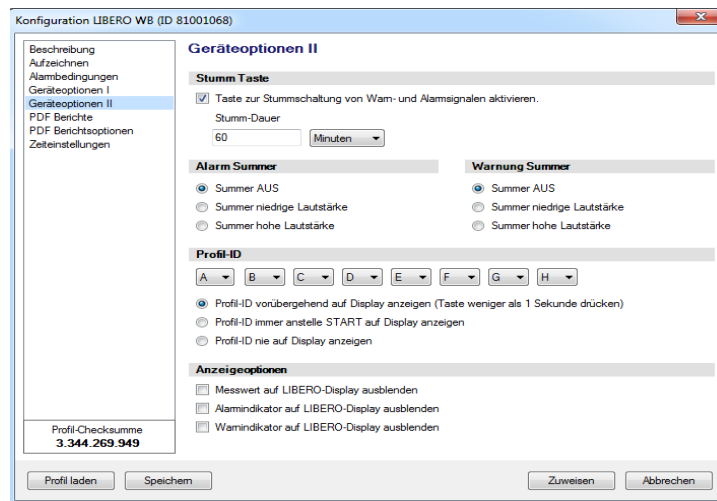 Konfiguration LIBERO WB (ID 81001068)
Beschreibung
Aufzeichnen
Alarmbedingungen
Geräteoptionen I
Geräteoptionen II
PDF Berichte
PDF Berichtsoptionen
Zeiteinstellungen
Profil-Checksumme
3.344.269.949
Geräteoptionen II
Stumm Taste
Taste zur Stummschaltung von Warn- und Alarmsignalen aktivieren.
Stumm-Dauer
60 Minuten
Alarm Summer
Summer AUS
Summer niedrige Lautstärke
Summer hohe Lautstärke
Warnung Summer
Summer AUS
Summer niedrige Lautstärke
Summer hohe Lautstärke
Profil-ID
A B C D E F G H
Profil-ID vorübergehend auf Display anzeigen (Taste weniger als 1 Sekunde drücken)
Profil-ID immer anstelle START auf Display anzeigen
Profil-ID nie auf Display anzeigen
Anzeigeoptionen
Messwert auf LIBERO-Display ausblenden
Alarmindikator auf LIBERO-Display ausblenden
Warnindikator auf LIBERO-Display ausblenden
Profil laden Speichern Zuweisen Abbrechen